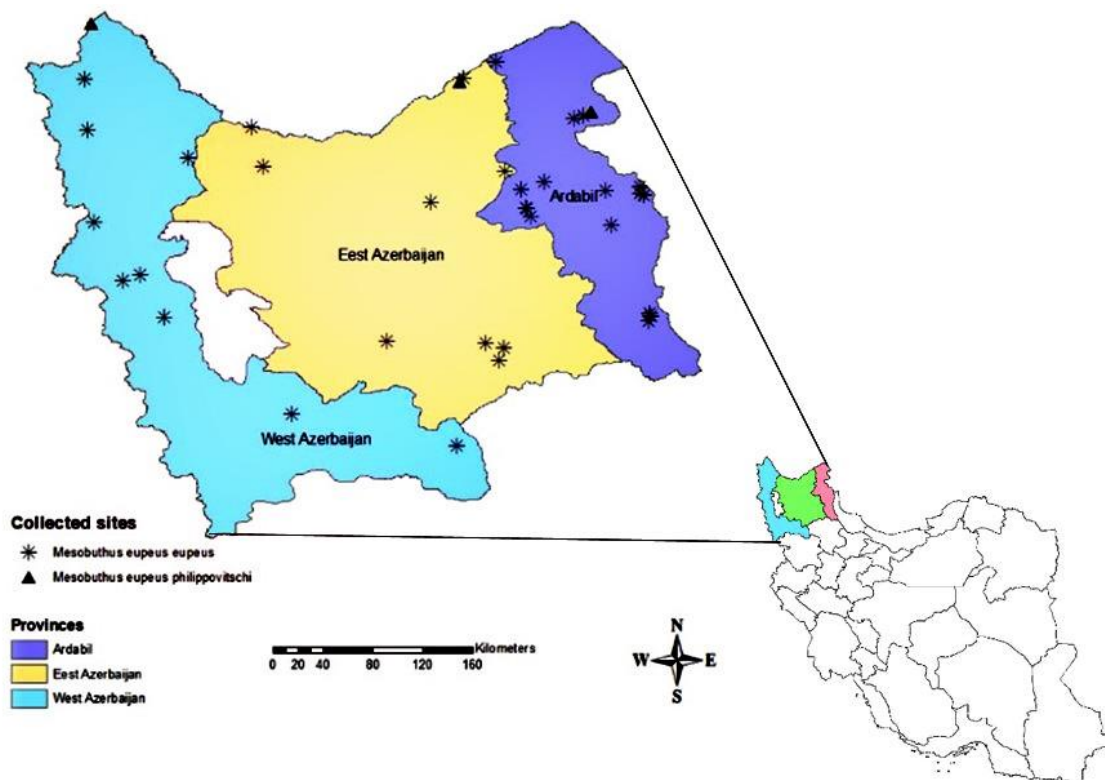 Ardabil
Eest Azerbaijan
West Azerbaijan
Collected sites
Mesobuthus eupeus eupeus
Mesobuthus eupeus philippovitschi
Provinces
Ardabil
Eest Azerbaijan
West Azerbaijan
Kilometers
0 20 40 80 120 160
N
W E
S